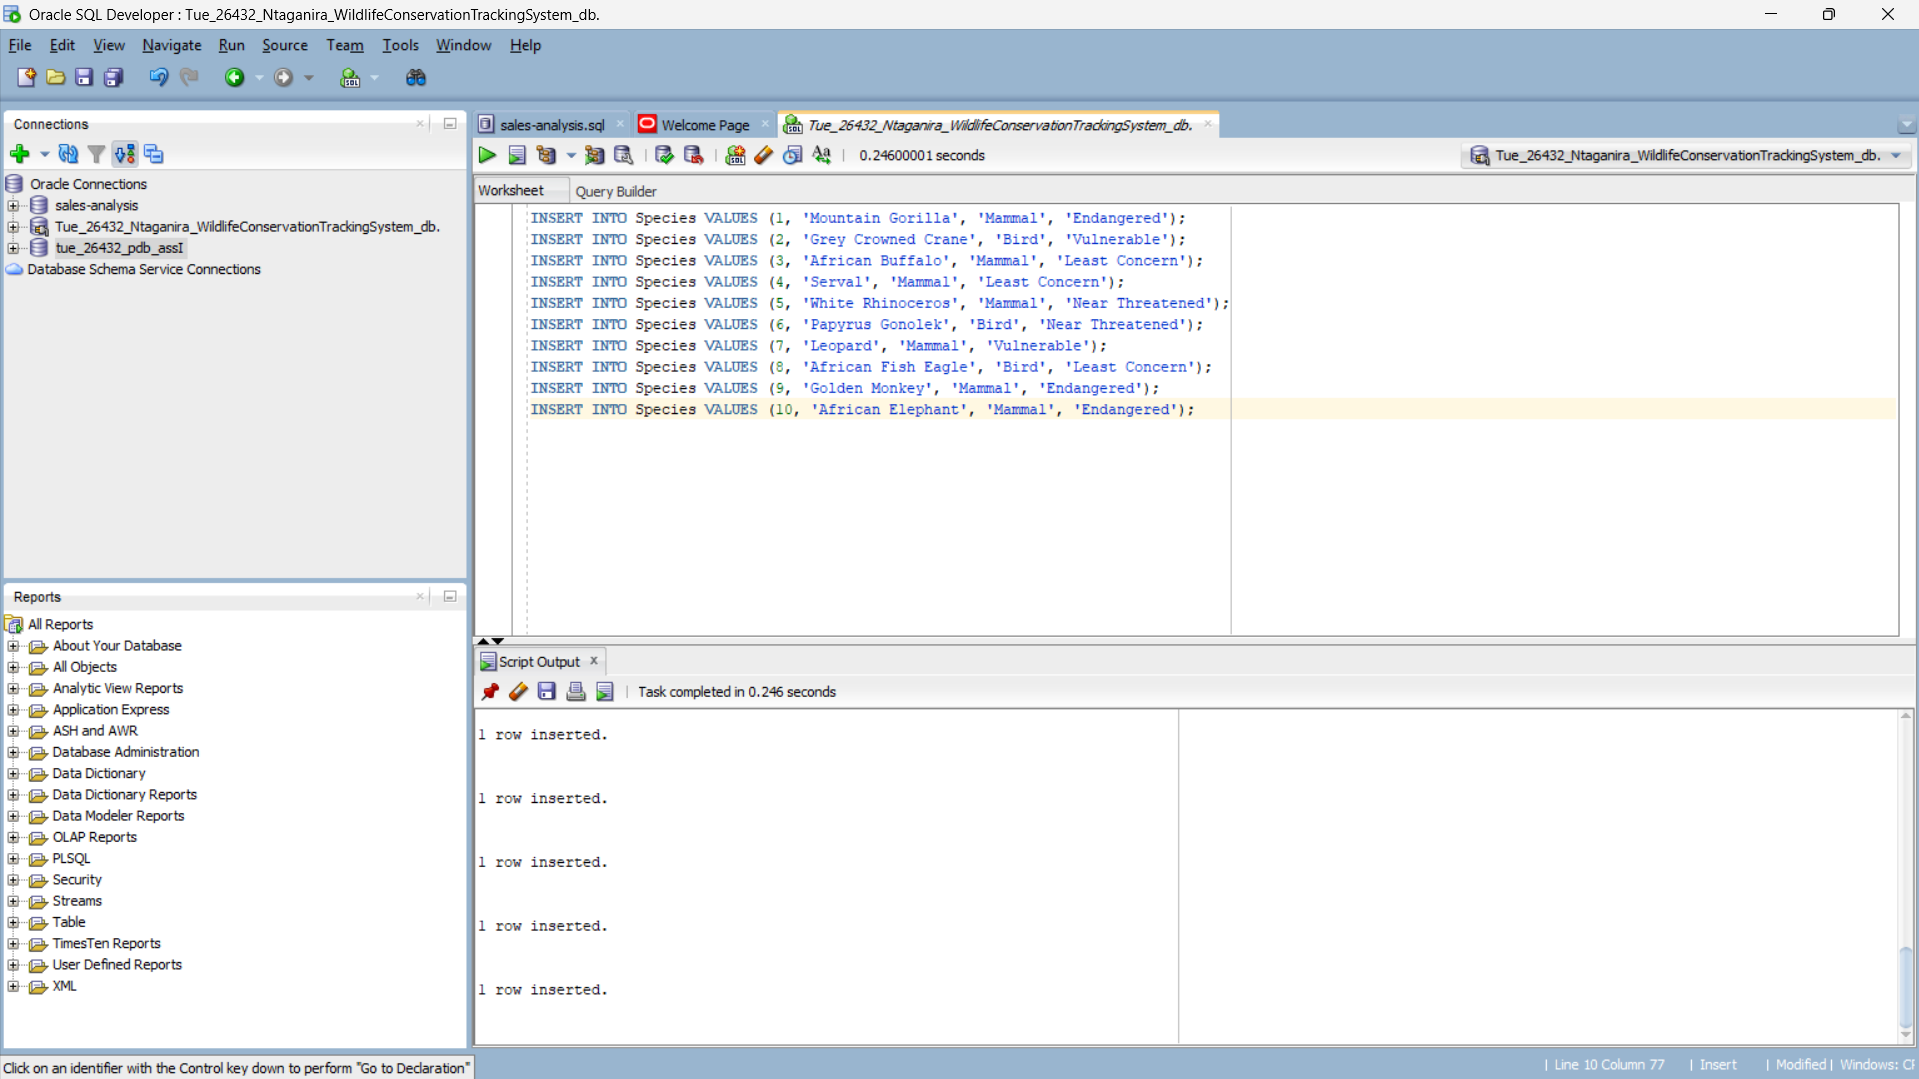 Oracle SQL Developer : Tue_26432_Ntaganira_WildlifeConservationTrackingSystem_db.
File Edit View Navigate Run Source Team Tools Window Help
Connections
Oracle Connections
sales-analysis
Tue_26432_Ntaganira_WildlifeConservationTrackingSystem_db.
tue_26432_pdb_assI
Database Schema Service Connections
Reports
All Reports
About Your Database
All Objects
Analytic View Reports
Application Express
ASH and AWR
Database Administration
Data Dictionary
Data Dictionary Reports
Data Modeler Reports
OLAP Reports
PLSQL
Security
Streams
Table
TimesTen Reports
User Defined Reports
XML
sales-analysis.sql Welcome Page Tue_26432_Ntaganira_WildlifeConservationTrackingSystem_db.
0.24600001 seconds Tue_26432_Ntaganira_WildlifeConservationTrackingSystem_db.
Worksheet Query Builder
INSERT INTO Species VALUES (1, 'Mountain Gorilla', 'Mammal', 'Endangered');
INSERT INTO Species VALUES (2, 'Grey Crowned Crane', 'Bird', 'Vulnerable');
INSERT INTO Species VALUES (3, 'African Buffalo', 'Mammal', 'Least Concern');
INSERT INTO Species VALUES (4, 'Serval', 'Mammal', 'Least Concern');
INSERT INTO Species VALUES (5, 'White Rhinoceros', 'Mammal', 'Near Threatened');
INSERT INTO Species VALUES (6, 'Papyrus Gonolek', 'Bird', 'Near Threatened');
INSERT INTO Species VALUES (7, 'Leopard', 'Mammal', 'Vulnerable');
INSERT INTO Species VALUES (8, 'African Fish Eagle', 'Bird', 'Least Concern');
INSERT INTO Species VALUES (9, 'Golden Monkey', 'Mammal', 'Endangered');
INSERT INTO Species VALUES (10, 'African Elephant', 'Mammal', 'Endangered');
Script Output
Task completed in 0.246 seconds
1 row inserted.
1 row inserted.
1 row inserted.
1 row inserted.
1 row inserted.
Click on an identifier with the Control key down to perform "Go to Declaration"
Line 10 Column 77 | Insert | Modified | Windows: